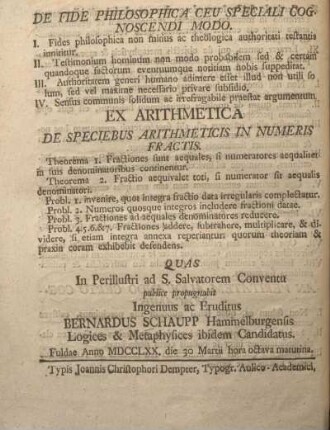 DE FIDE PHILOSOPHICA CEU SPECIALI COG-
NOSCENDI MODO.
I. Fides philosophica non minus ac theologica authoritati testantis
innititur.
II. Testimonium hominum non modo probabilem sed & certam
quandoque factorum eventuumque notitiam nobis suppeditat.
III. Authoritatem generi humano adimere esset illud non utili so-
lum, sed vel maxime necessario privare subsidio.
IV. Sensus communis solidum ac irrefragabile praestat argumentum.
EX ARITHMETICA
DE SPECIEBUS ARITHMETICIS IN NUMERIS
FRACTIS.
Theorema 1. Fractiones sunt aequales, si numeratores aequaliter
in suis denominatoribus continentur.
Theorema 2. Fractio aequivalet toti, si numerator sit aequalis
denominatori.
Probl. 1. invenire, quot integra fractio data irregularis complectatur.
Probl. 2. Numeros quosque integros includere fractioni datae.
Probl. 3. Fractiones ad aequales denominatores reducere.
Probl. 4.5.6.&7. Fractiones addere, subtrahere, multiplicare, & di-
videre, si etiam integra annexa reperiantur: quorum theoriam &
praxin coram exhibebit defendens.
QUAS
In Perillustri ad S. Salvatorem Conventu
publice propugnabit
Ingenuus ac Eruditus
BERNARDUS SCHAUPP Hammelburgensis
Logices & Metaphysices ibidem Candidatus.
Fuldae Anno MDCCLXX. die 30 Martii hora octava matutina.
Typis Joannis Christophori Dempter, Typogr. Aulico-Academici,